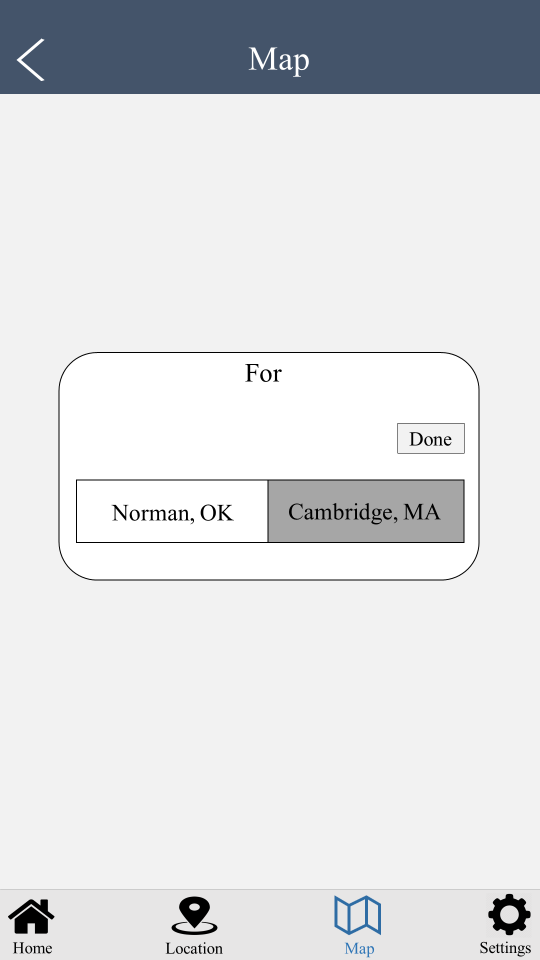 Map
For
Done
Norman, OK
Cambridge, MA
Home
Location
Map
Settings